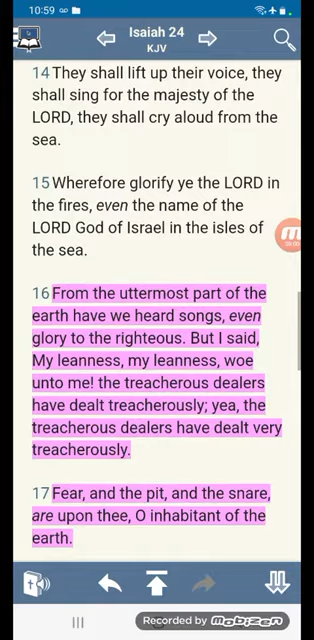 10:59
Isaiah 24
KJV
14 They shall lift up their voice, they
shall sing for the majesty of the
LORD, they shall cry aloud from the
sea.
15 Wherefore glorify ye the LORD in
the fires, even the name of the
LORD God of Israel in the isles of
the sea.
16 From the uttermost part of the
earth have we heard songs, even
glory to the righteous. But I said,
My leanness, my leanness, woe
unto me! the treacherous dealers
have dealt treacherously; yea, the
treacherous dealers have dealt very
treacherously.
17 Fear, and the pit, and the snare,
are upon thee, O inhabitant of the
earth.
Recorded by mobizen